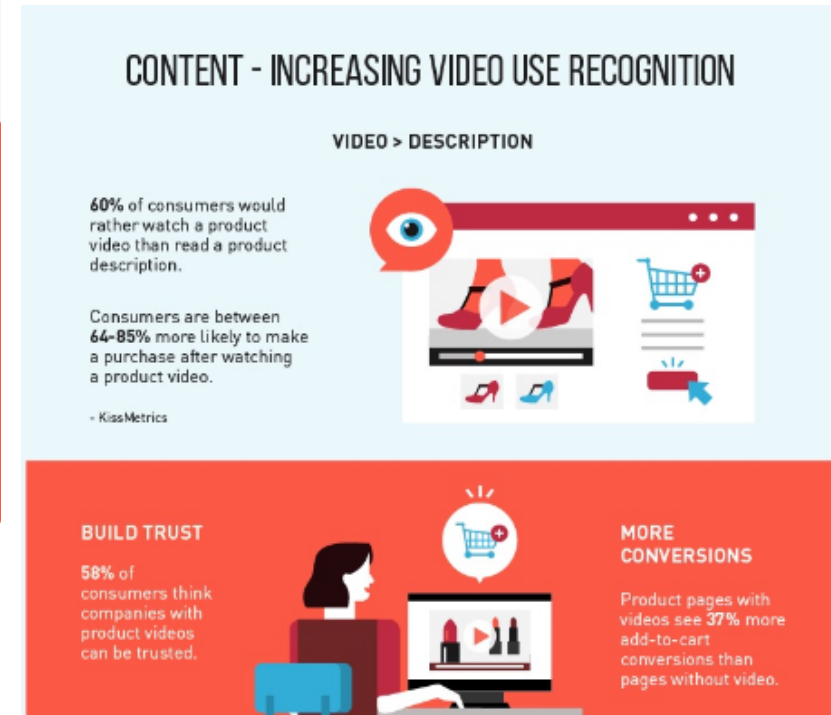 CONTENT - INCREASING VIDEO USE RECOGNITION
VIDEO > DESCRIPTION
60% of consumers would
rather watch a product
video than read a product
description.
Consumers are between
64-85% more likely to make
a purchase after watching
a product video.
- KissMetrics
BUILD TRUST
58% of
consumers think
companies with
product videos
can be trusted.
MORE
CONVERSIONS
Product pages with
videos see 37% more
add-to-cart
conversions than
pages without video.